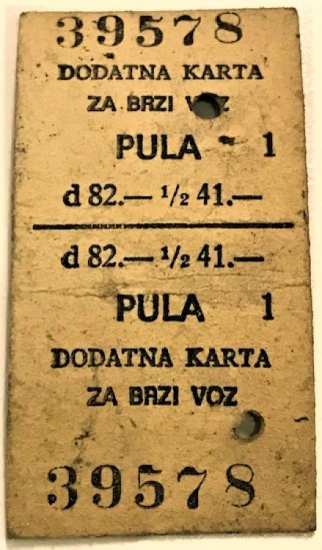 39578
DODATNA KARTA
ZA BRZI VOZ
PULA - 1
d 82.— 1/2 41.—
d 82.— 1/2 41.—
PULA 1
DODATNA KARTA
ZA BRZI VOZ
39578